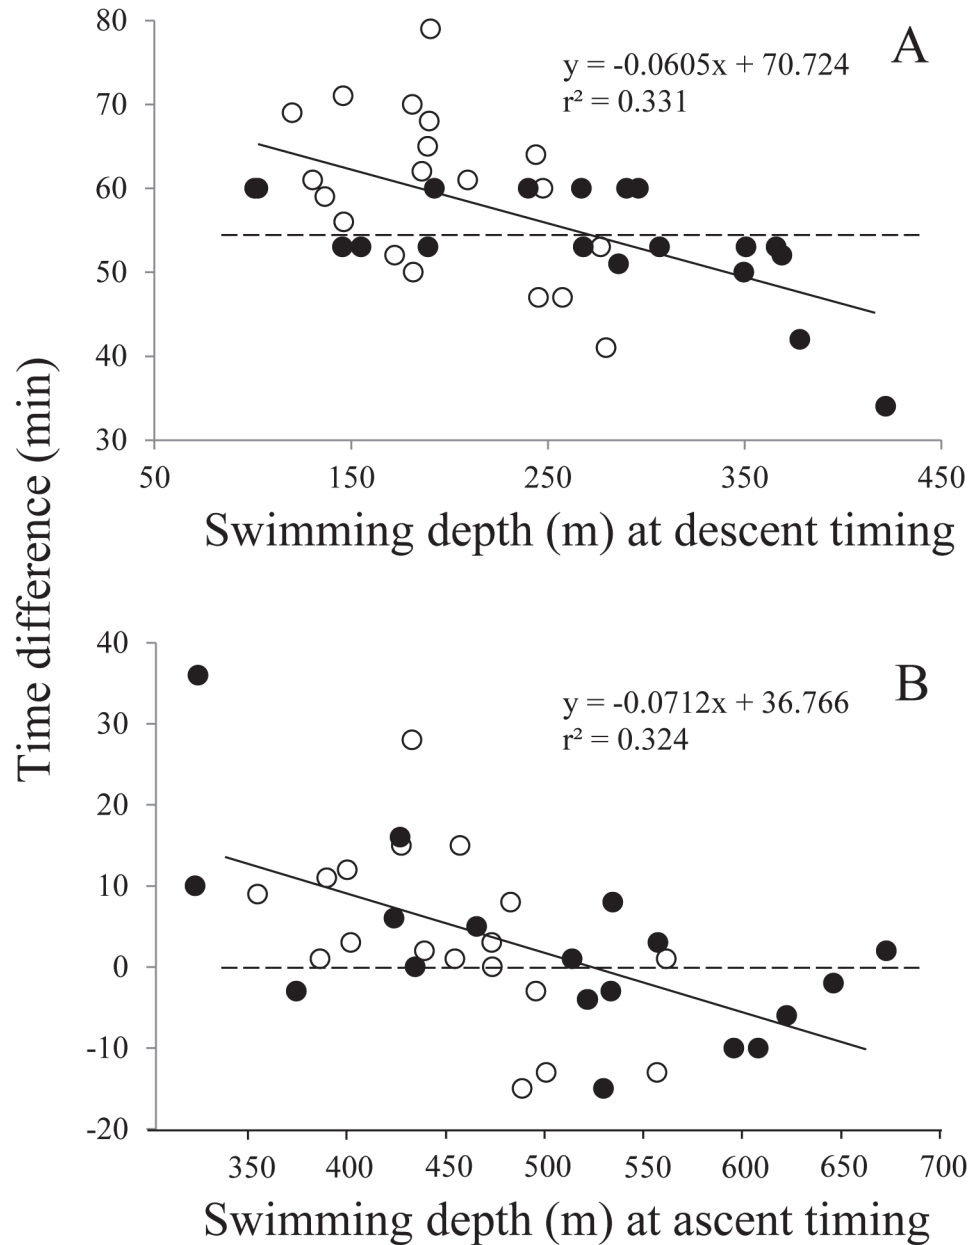 Time difference (min)
A
y = -0.0605x + 70.724
r² = 0.331
80
70
60
50
40
30
50 150 250 350 450
Swimming depth (m) at descent timing
B
y = -0.0712x + 36.766
r² = 0.324
40
30
20
10
0
-10
-20
350 400 450 500 550 600 650 700
Swimming depth (m) at ascent timing